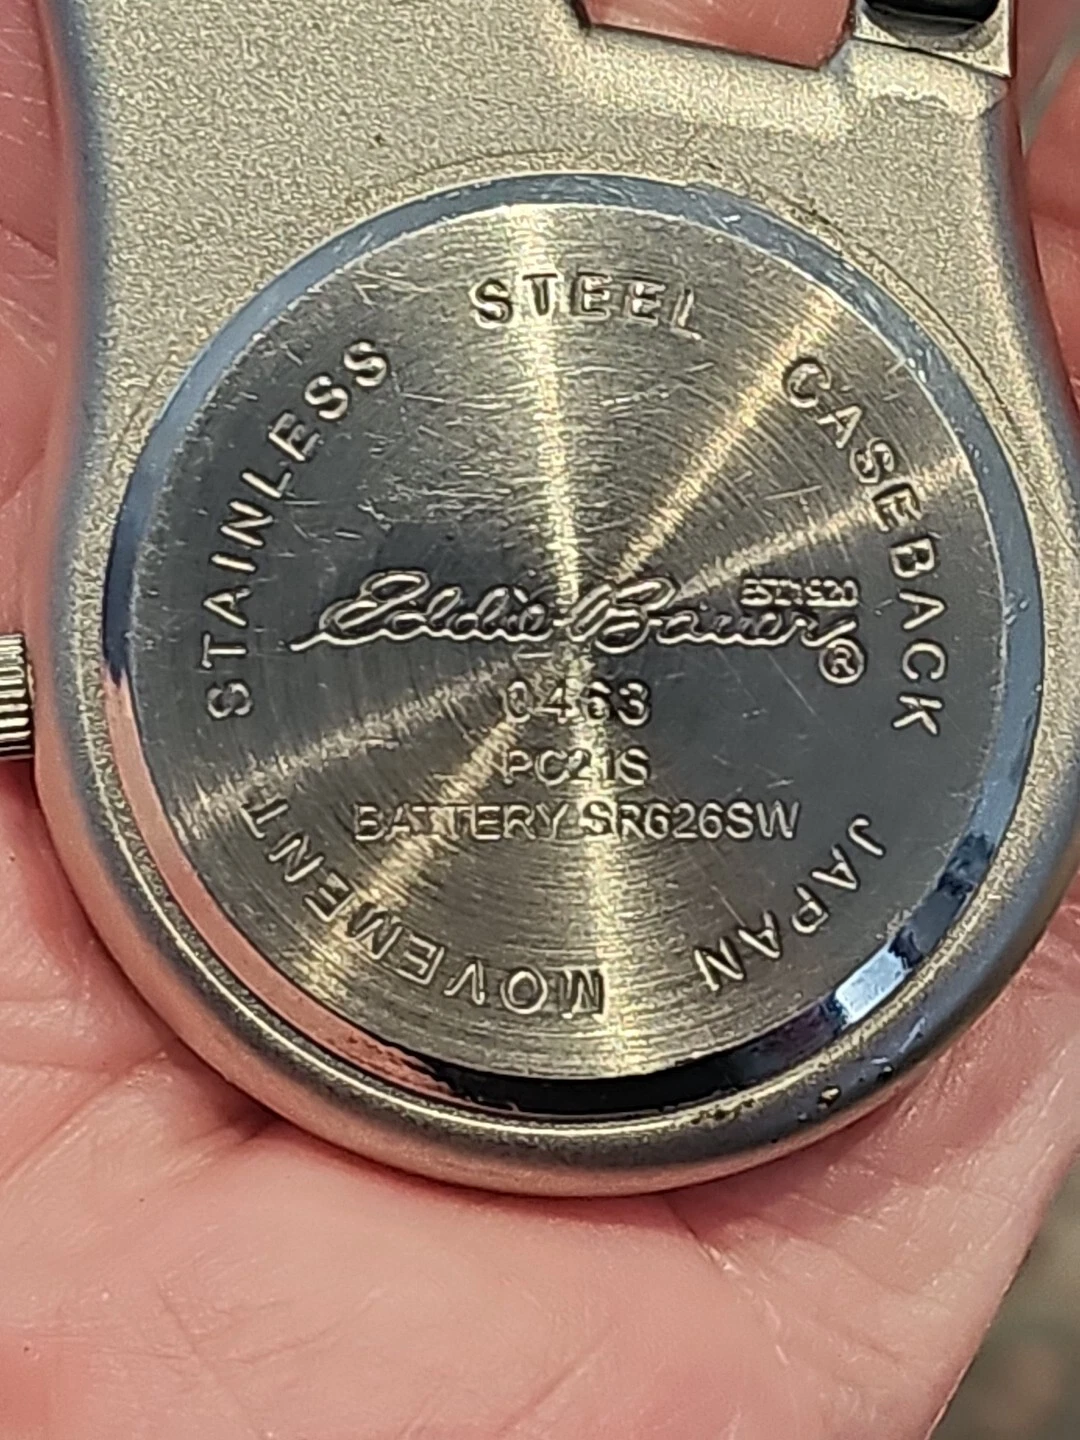 STAINLESS STEEL CASEBACK
Eddie Bauer®
EST.1920
0463
PC21S
BATTERY SR626SW
JAPAN MOVEMENT